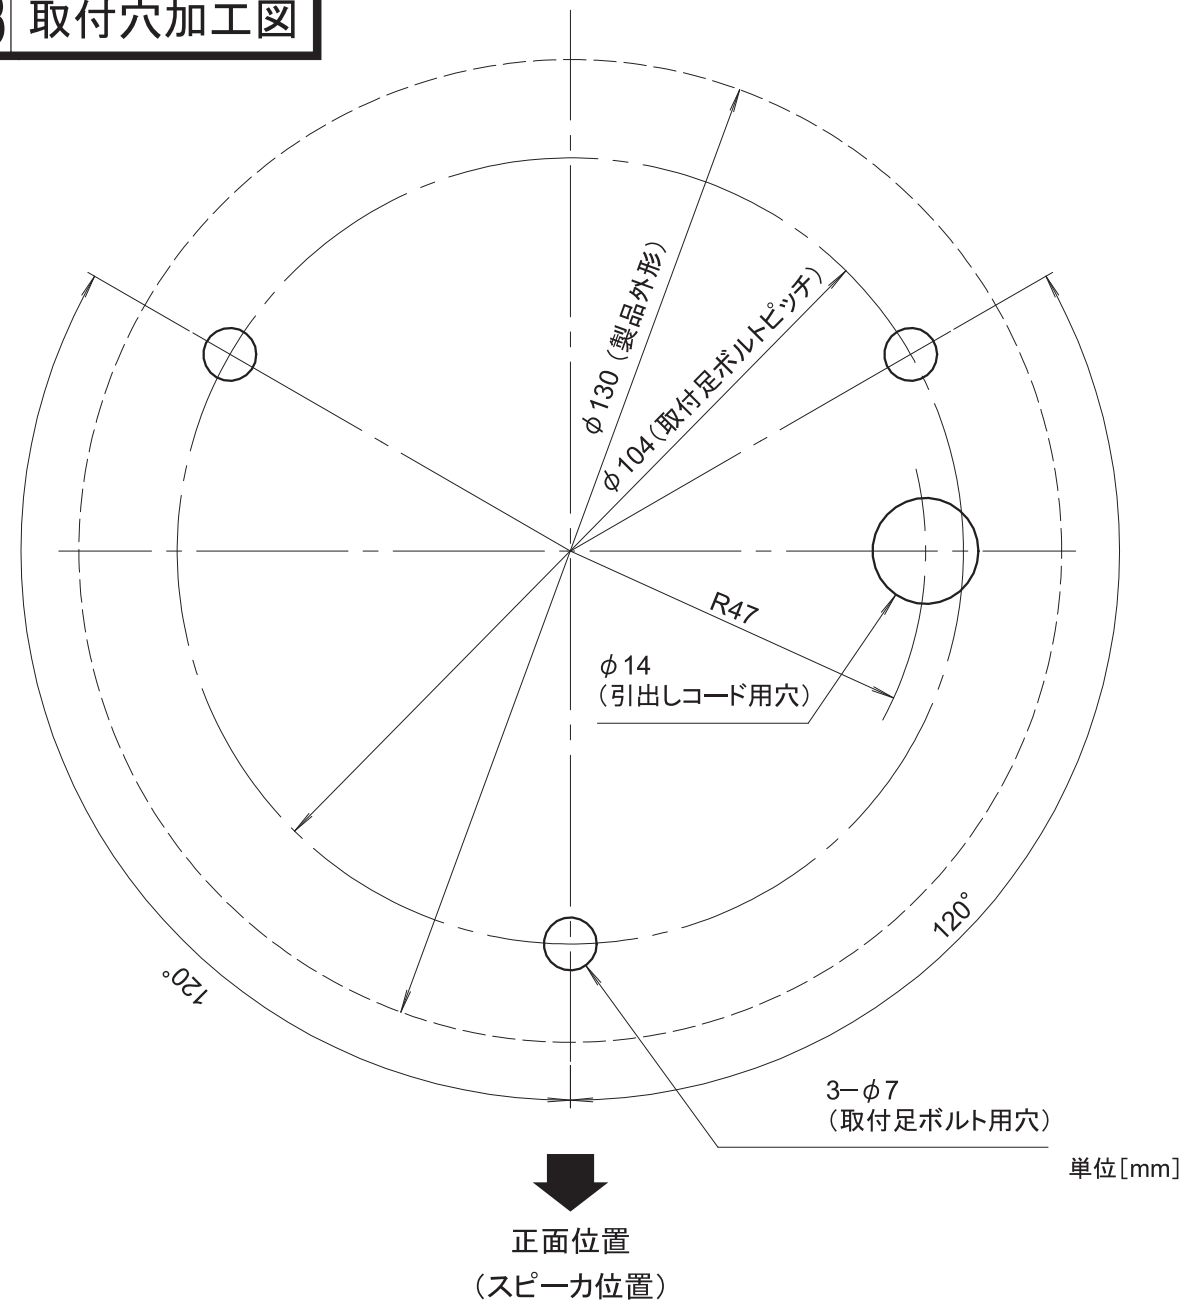 取付穴加工図
φ130（製品外形）
φ104（取付足ボルトピッチ）
R47
φ14
（引出しコード用穴）
120°
120°
3−φ7
（取付足ボルト用穴）
単位［mm］
正面位置
（スピーカ位置）